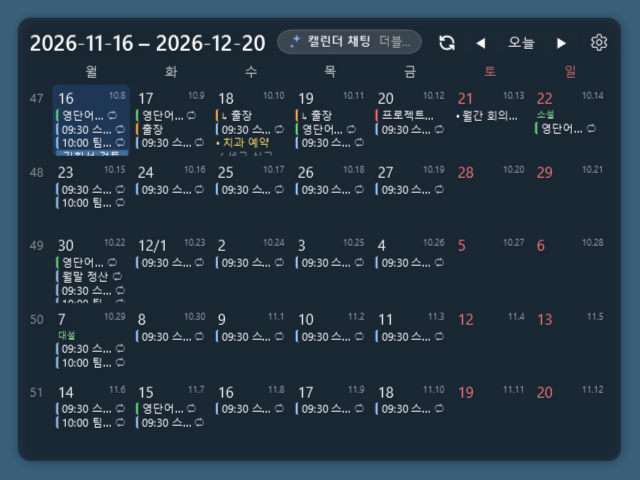 2026-11-16 – 2026-12-20 캘린더 채팅 더블... 오늘
월 화 수 목 금 토 일
47 16 10.8 17 10.9 18 10.10 19 10.11 20 10.12 21 10.13 22 10.14
영단어... 영단어... ↳ 출장 ↳ 출장 프로젝트... • 월간 회의... 소설
09:30 스... 출장 09:30 스... 영단어... 09:30 스... 영단어...
10:00 팀... 09:30 스... • 치과 예약 09:30 스...
48 23 10.15 24 10.16 25 10.17 26 10.18 27 10.19 28 10.20 29 10.21
09:30 스... 09:30 스... 09:30 스... 09:30 스... 09:30 스...
10:00 팀...
49 30 10.22 12/1 10.23 2 10.24 3 10.25 4 10.26 5 10.27 6 10.28
영단어... 09:30 스... 09:30 스... 09:30 스... 09:30 스...
월말 정산
09:30 스...
10:00 팀...
50 7 10.29 8 10.30 9 11.1 10 11.2 11 11.3 12 11.4 13 11.5
대설 09:30 스... 09:30 스... 09:30 스... 09:30 스...
09:30 스...
10:00 팀...
51 14 11.6 15 11.7 16 11.8 17 11.9 18 11.10 19 11.11 20 11.12
09:30 스... 영단어... 09:30 스... 09:30 스... 09:30 스...
10:00 팀... 09:30 스...